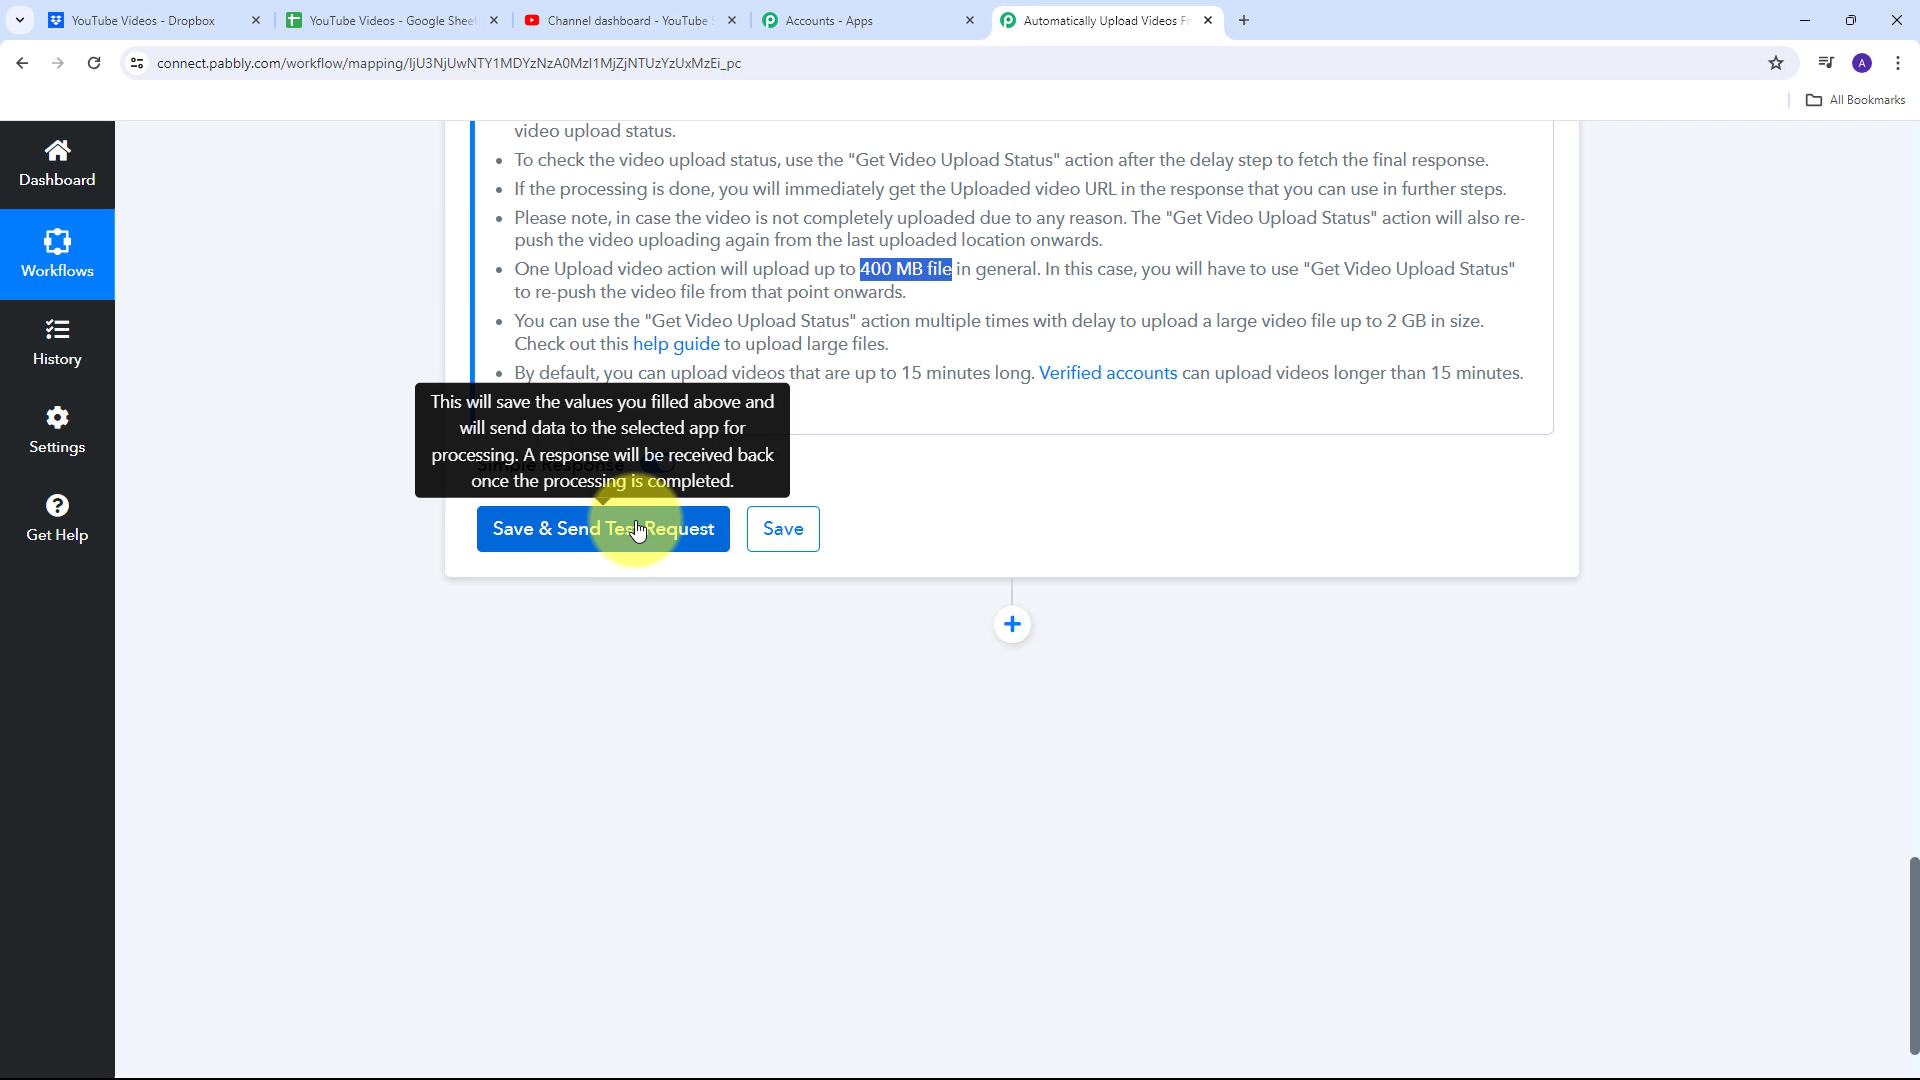 YouTube Videos - Dropbox
YouTube Videos - Google Shee
Channel dashboard - YouTube S
Accounts - Apps
Automatically Upload Videos Fr
connect.pabbly.com/workflow/mapping/
A
All Bookmarks
Dashboard
Workflows
History
Settings
Get Help
video upload status.
• To check the video upload status, use the "Get Video Upload Status" action after the delay step to fetch the final response.
• If the processing is done, you will immediately get the Uploaded video URL in the response that you can use in further steps.
• Please note, in case the video is not completely uploaded due to any reason. The "Get Video Upload Status" action will also re-
push the video uploading again from the last uploaded location onwards.
• One Upload video action will upload up to 400 MB file in general. In this case, you will have to use "Get Video Upload Status"
to re-push the video file from that point onwards.
• You can use the "Get Video Upload Status" action multiple times with delay to upload a large video file up to 2 GB in size.
Check out this help guide to upload large files.
• By default, you can upload videos that are up to 15 minutes long. Verified accounts can upload videos longer than 15 minutes.
This will save the values you filled above and
will send data to the selected app for
processing. A response will be received back
once the processing is completed.
Simple Response
Save & Send Test Request
Save